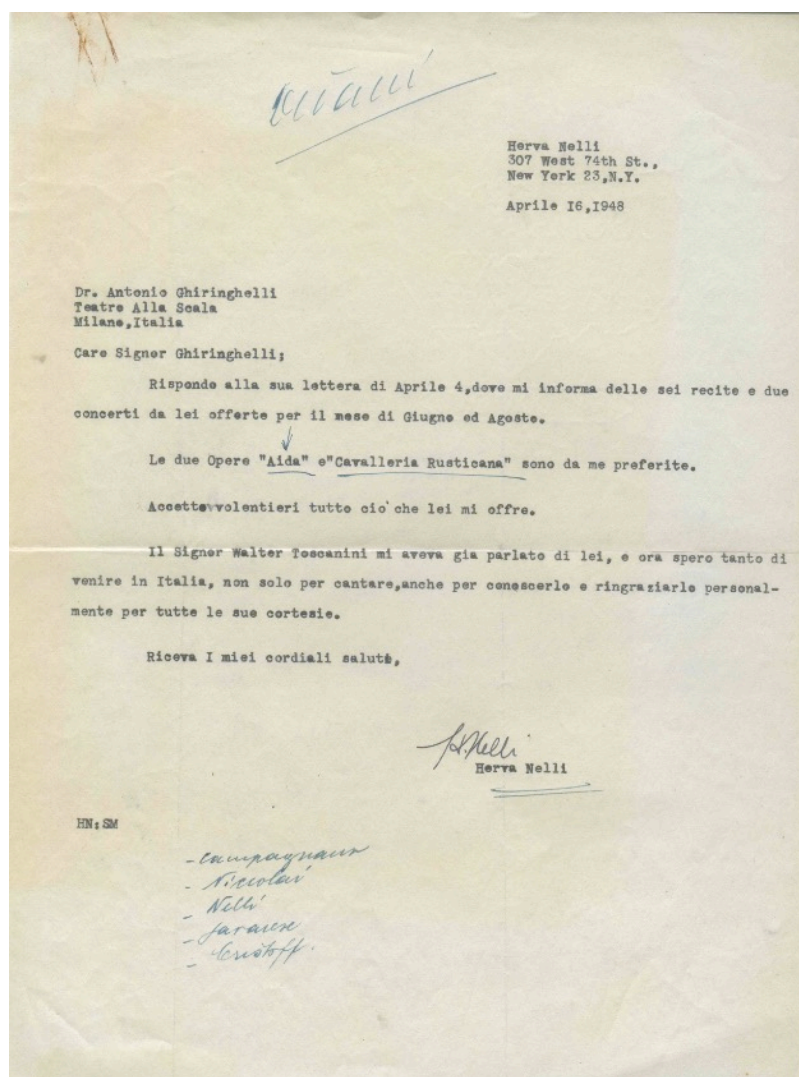 Herva Nelli
307 West 74th St.,
New York 23,N.Y.
Aprile I6,I948
Dr. Antonio Ghiringhelli
Teatro Alla Scala
Milano,Italia
Caro Signor Ghiringhelli;
Rispondo alla sua lettera di Aprile 4,dove mi informa delle sei recite e due
concerti da lei offerte per il mese di Giugno ed Agosto.
Le due Opere "Aida" e"Cavalleria Rusticana" sono da me preferite.
Accetto volentieri tutto cio' che lei mi offre.
Il Signor Walter Toscanini mi aveva gia parlato di lei, e ora spero tanto di
venire in Italia, non solo per cantare,anche per conoscerlo e ringraziarlo personal-
mente per tutte le sue cortesie.
Riceva I miei cordiali saluti,
H.Nelli
Herva Nelli
HN:SM
- Niccolai
- Nelli